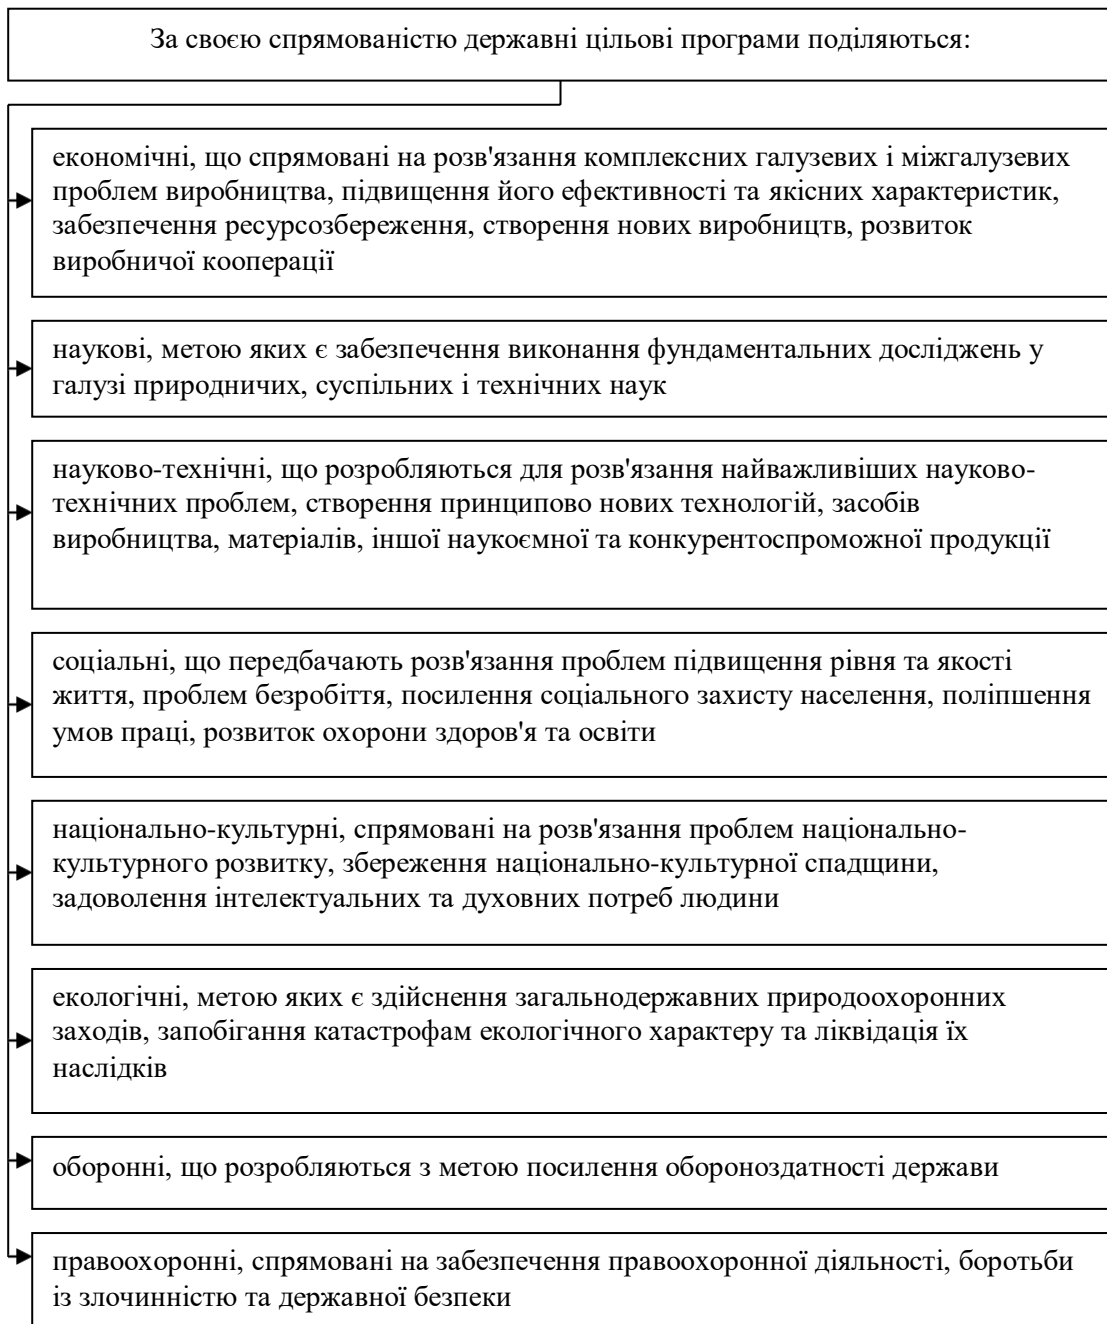 За своєю спрямованістю державні цільові програми поділяються:
економічні, що спрямовані на розв'язання комплексних галузевих і міжгалузевих
проблем виробництва, підвищення його ефективності та якісних характеристик,
забезпечення ресурсозбереження, створення нових виробництв, розвиток
виробничої кооперації
наукові, метою яких є забезпечення виконання фундаментальних досліджень у
галузі природничих, суспільних і технічних наук
науково-технічні, що розробляються для розв'язання найважливіших науково-
технічних проблем, створення принципово нових технологій, засобів
виробництва, матеріалів, іншої наукоємної та конкурентоспроможної продукції
соціальні, що передбачають розв'язання проблем підвищення рівня та якості
життя, проблем безробіття, посилення соціального захисту населення, поліпшення
умов праці, розвиток охорони здоров'я та освіти
національно-культурні, спрямовані на розв'язання проблем національно-
культурного розвитку, збереження національно-культурної спадщини,
задоволення інтелектуальних та духовних потреб людини
екологічні, метою яких є здійснення загальнодержавних природоохоронних
заходів, запобігання катастрофам екологічного характеру та ліквідація їх
наслідків
оборонні, що розробляються з метою посилення обороноздатності держави
правоохоронні, спрямовані на забезпечення правоохоронної діяльності, боротьби
із злочинністю та державної безпеки